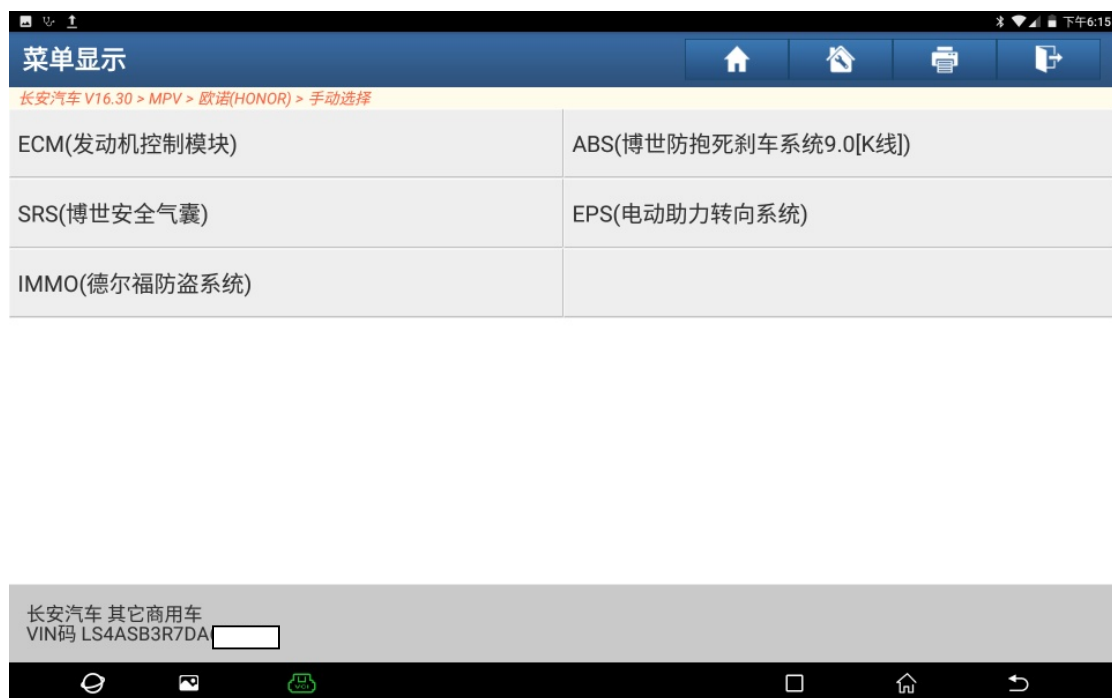 下午6:15
菜单显示
长安汽车 V16.30 > MPV > 欧诺(HONOR) > 手动选择
ECM(发动机控制模块)
ABS(博世防抱死刹车系统9.0[K线])
SRS(博世安全气囊)
EPS(电动助力转向系统)
IMMO(德尔福防盗系统)
长安汽车 其它商用车
VIN码 LS4ASB3R7DA
VCI